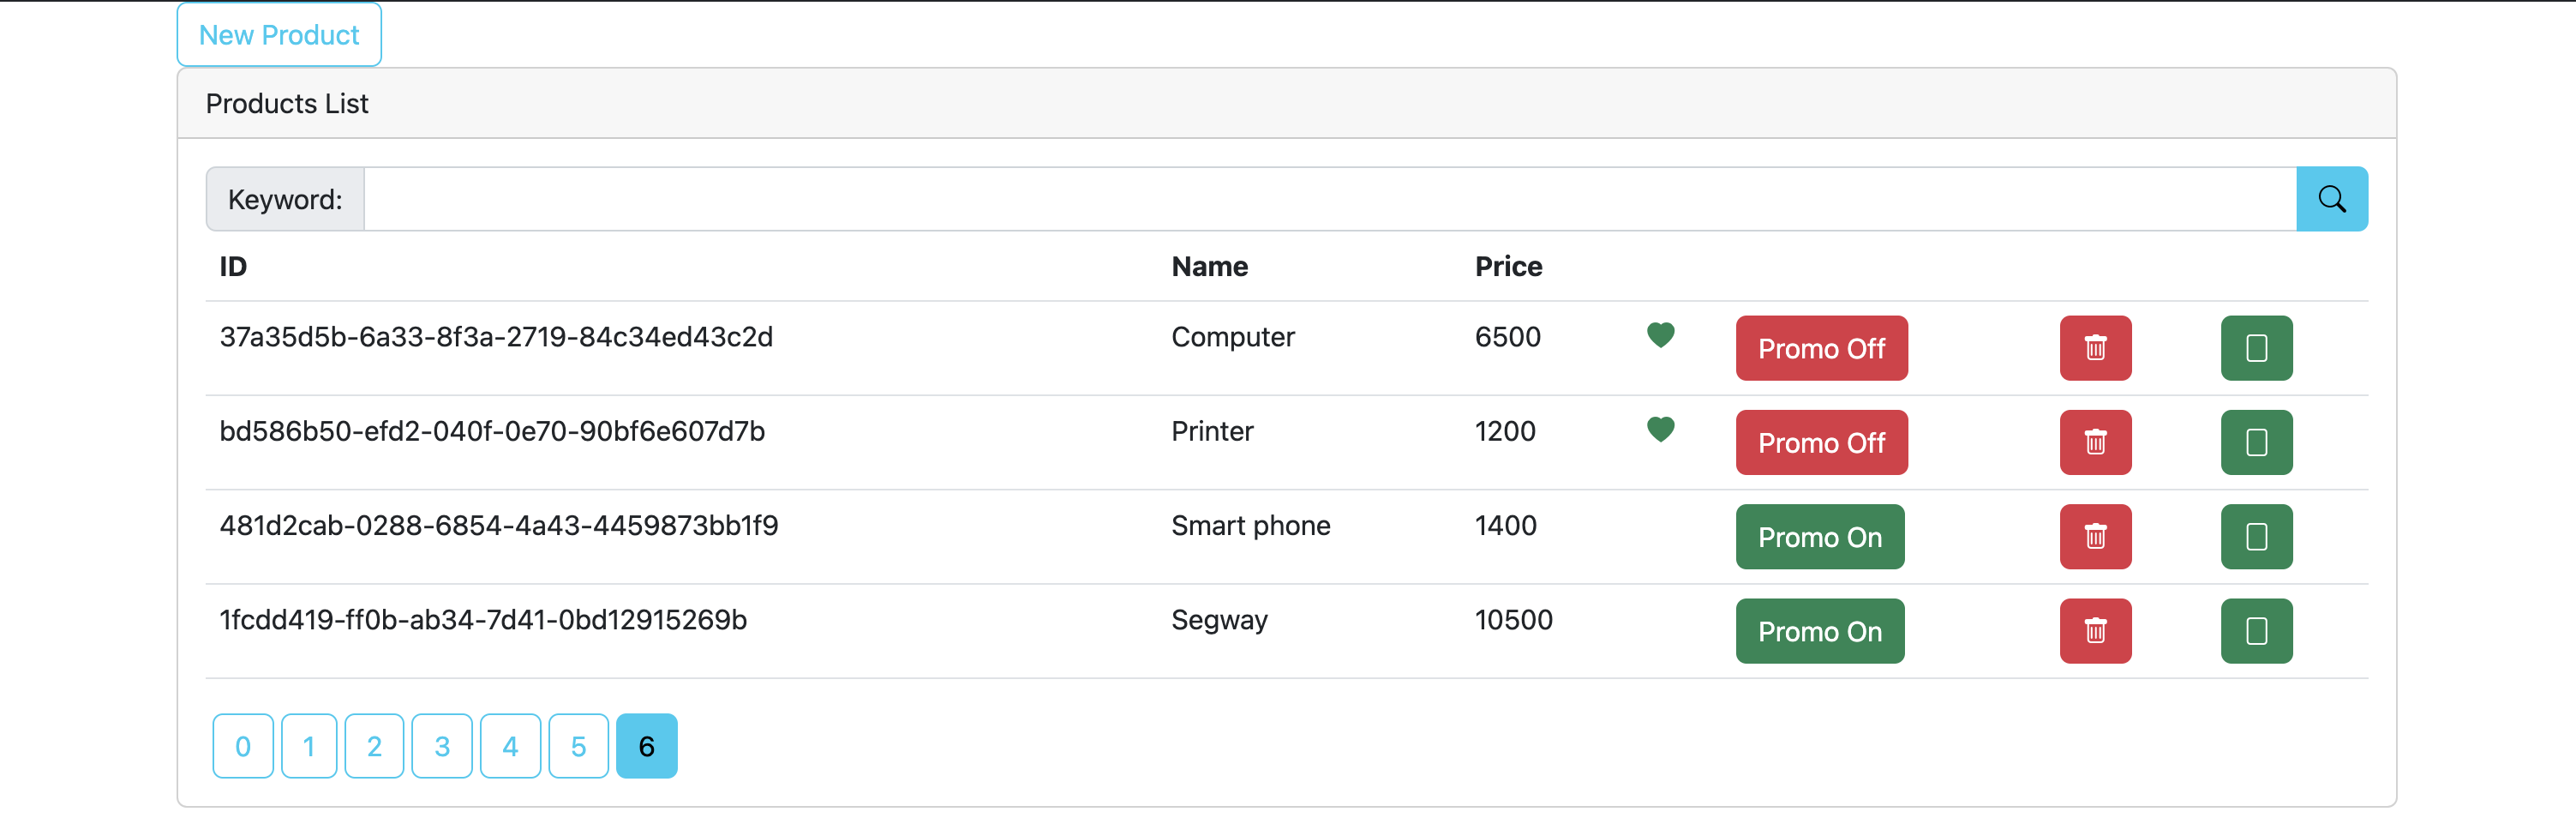 New Product
Products List
Keyword:
ID Name Price
37a35d5b-6a33-8f3a-2719-84c34ed43c2d Computer 6500 Promo Off
bd586b50-efd2-040f-0e70-90bf6e607d7b Printer 1200 Promo Off
481d2cab-0288-6854-4a43-4459873bb1f9 Smart phone 1400 Promo On
1fcdd419-ff0b-ab34-7d41-0bd12915269b Segway 10500 Promo On
0 1 2 3 4 5 6